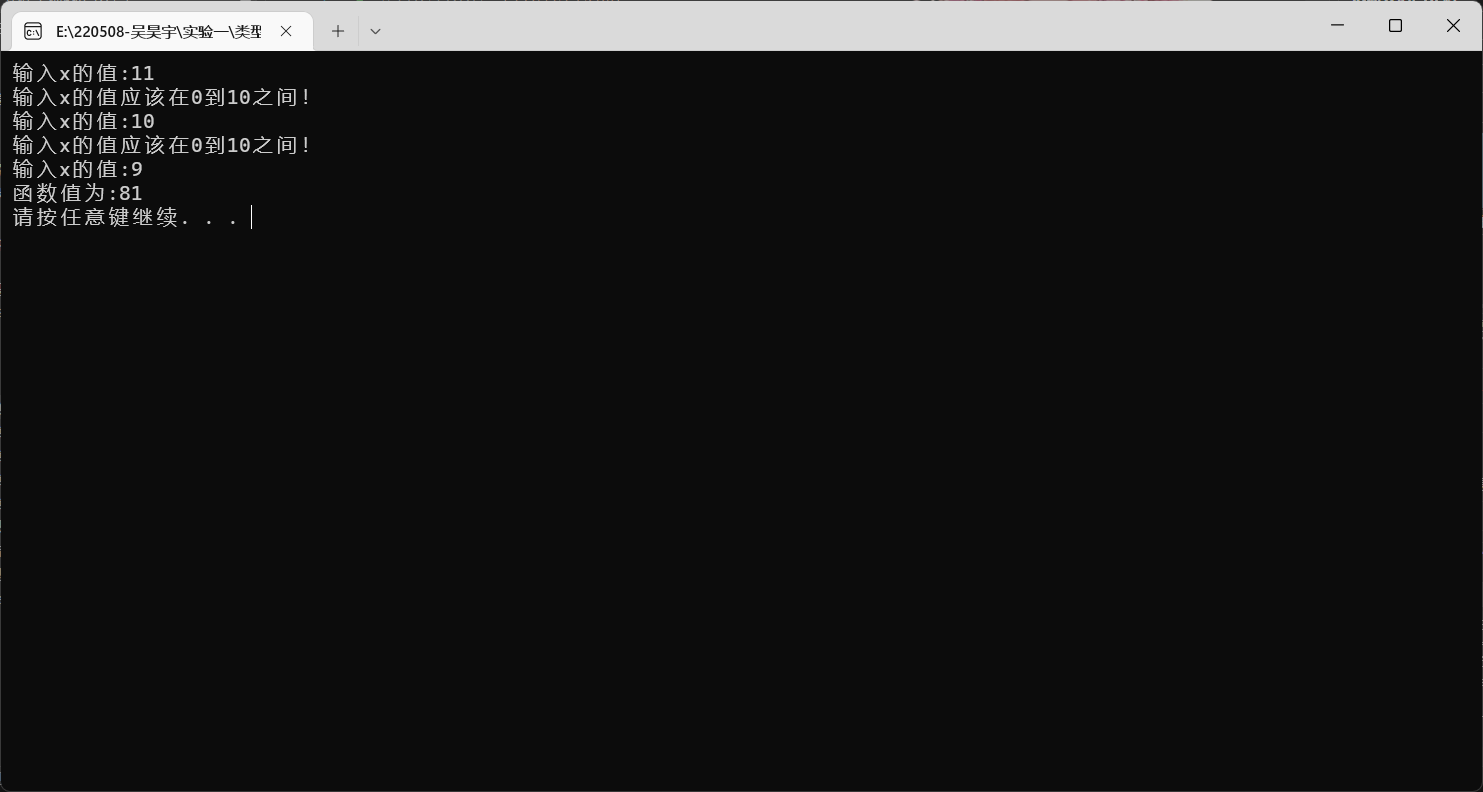 E:\220508-吴昊宇\实验一\类型
输入x的值:11
输入x的值应该在0到10之间!
输入x的值:10
输入x的值应该在0到10之间!
输入x的值:9
函数值为:81
请按任意键继续. . .